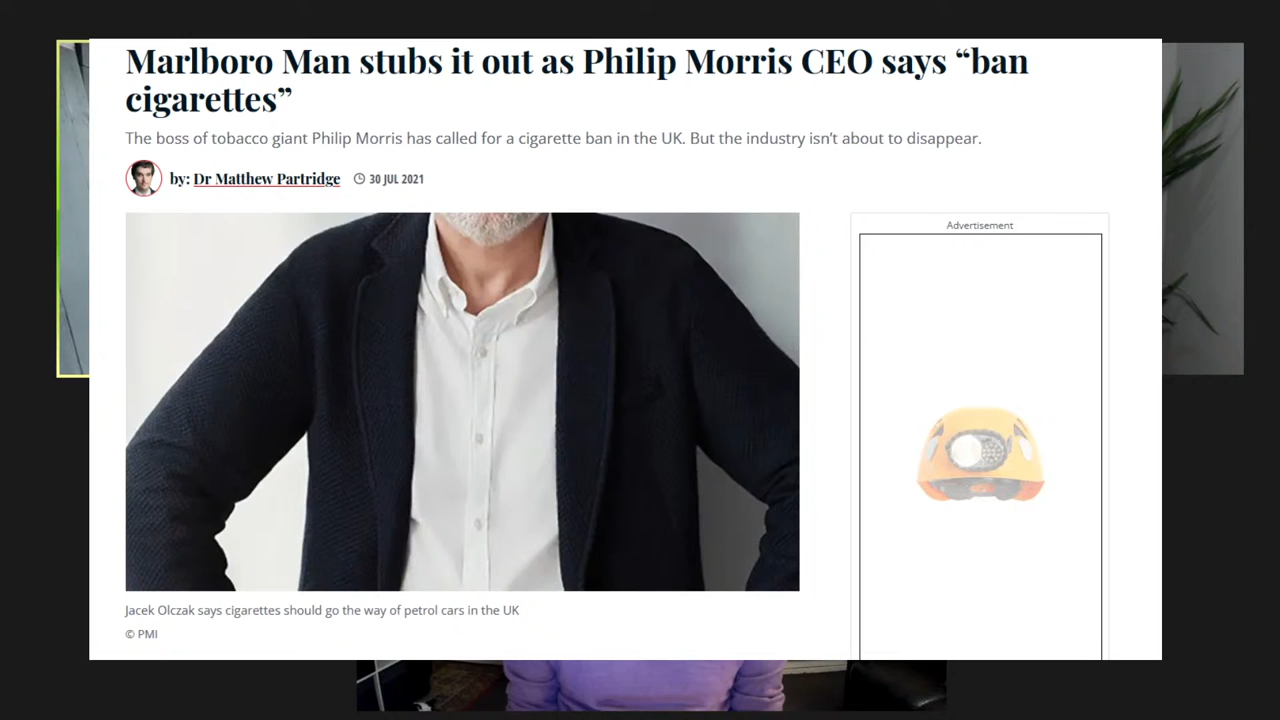 Marlboro Man stubs it out as Philip Morris CEO says “ban
cigarettes”
The boss of tobacco giant Philip Morris has called for a cigarette ban in the UK. But the industry isn’t about to disappear.
by: Dr Matthew Partridge 30 JUL 2021
Advertisement
Jacek Olczak says cigarettes should go the way of petrol cars in the UK
© PMI